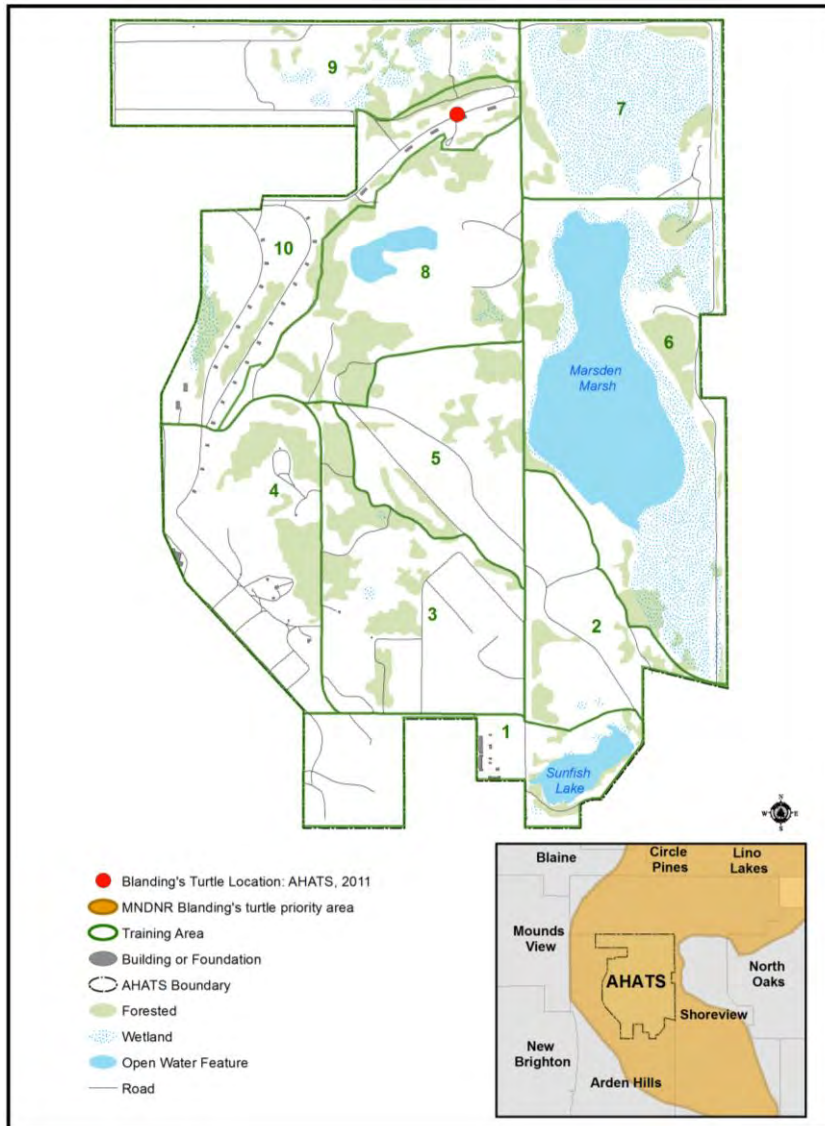 9
7
10
8
6
Marsden
Marsh
5
4
3
2
1
Sunfish
Lake
N
W
E
S
Blanding's Turtle Location: AHATS, 2011
MNDNR Blanding's turtle priority area
Training Area
Building or Foundation
AHATS Boundary
Forested
Wetland
Open Water Feature
Road
Blaine
Circle
Pines
Lino
Lakes
Mounds
View
North
Oaks
AHATS
Shoreview
New
Brighton
Arden Hills